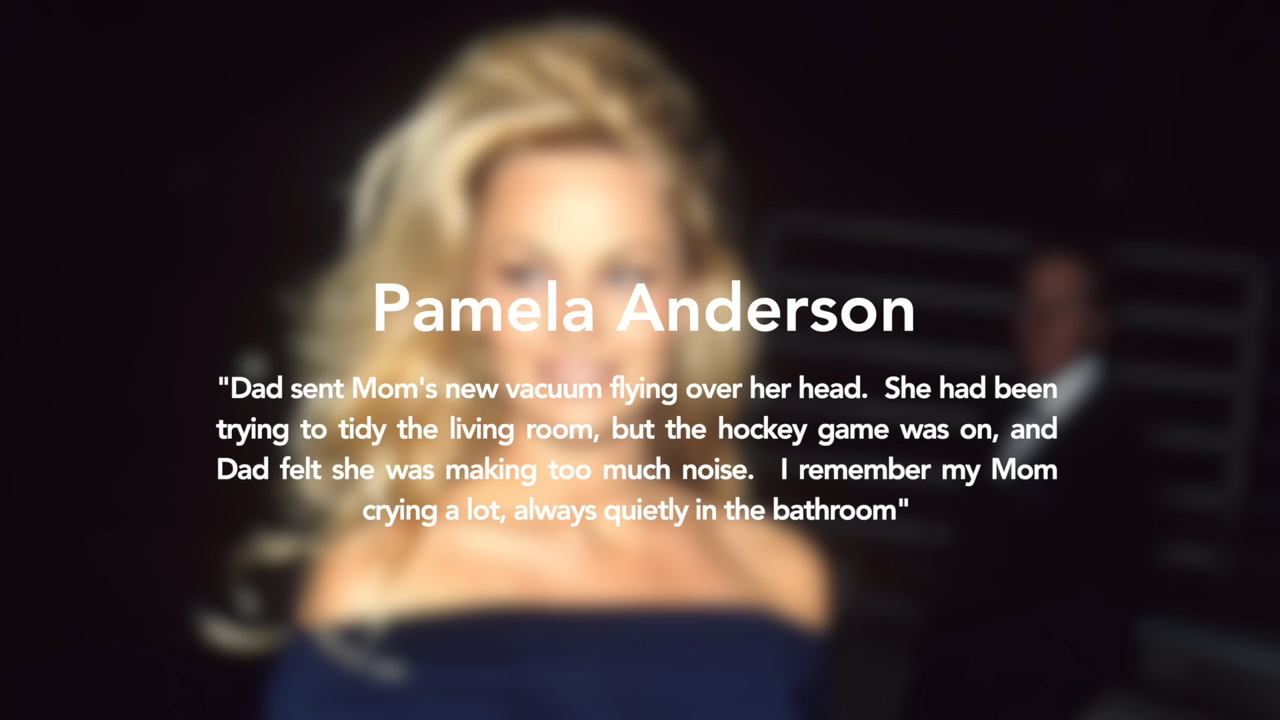 Pamela Anderson
"Dad sent Mom's new vacuum flying over her head.  She had been
trying to tidy the living room, but the hockey game was on, and
Dad felt she was making too much noise.  I remember my Mom
crying a lot, always quietly in the bathroom"